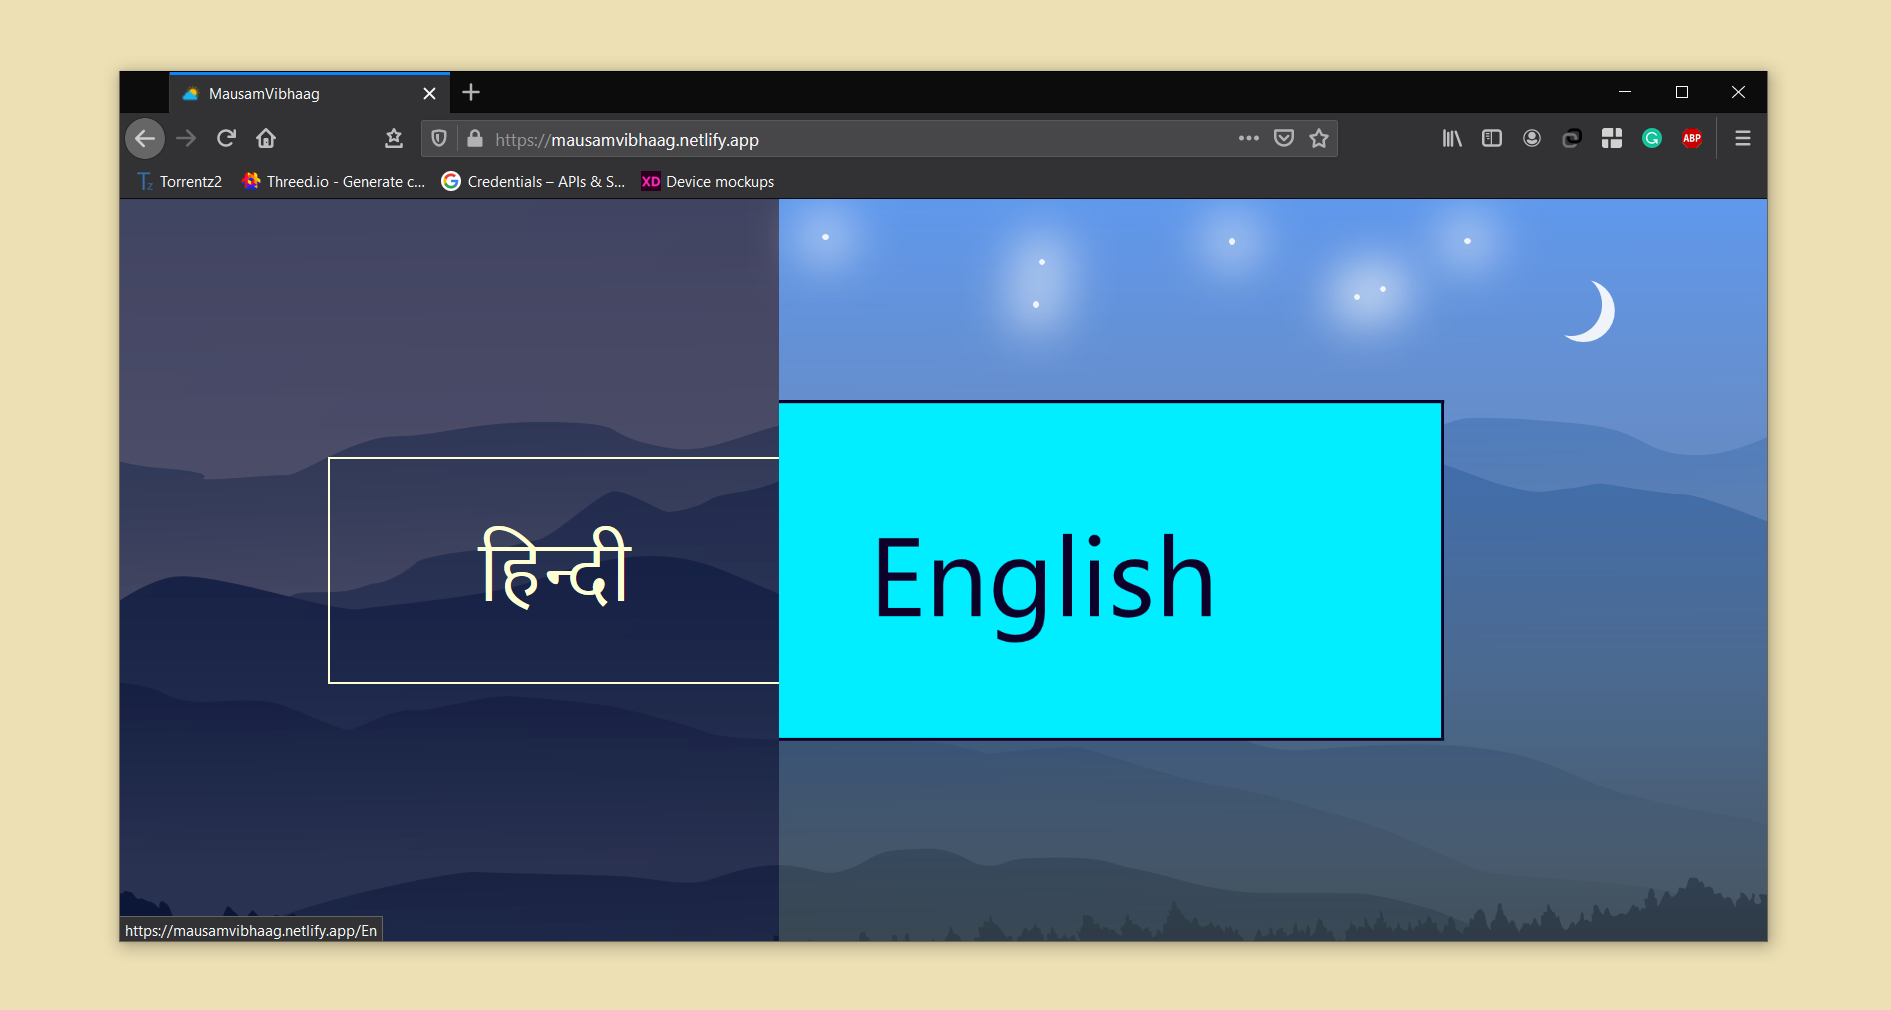 MausamVibhaag
https://mausamvibhaag.netlify.app
ABP
Tz Torrentz2
Threed.io - Generate c...
G Credentials – APIs & S...
XD Device mockups
हिन्दी
English
https://mausamvibhaag.netlify.app/En